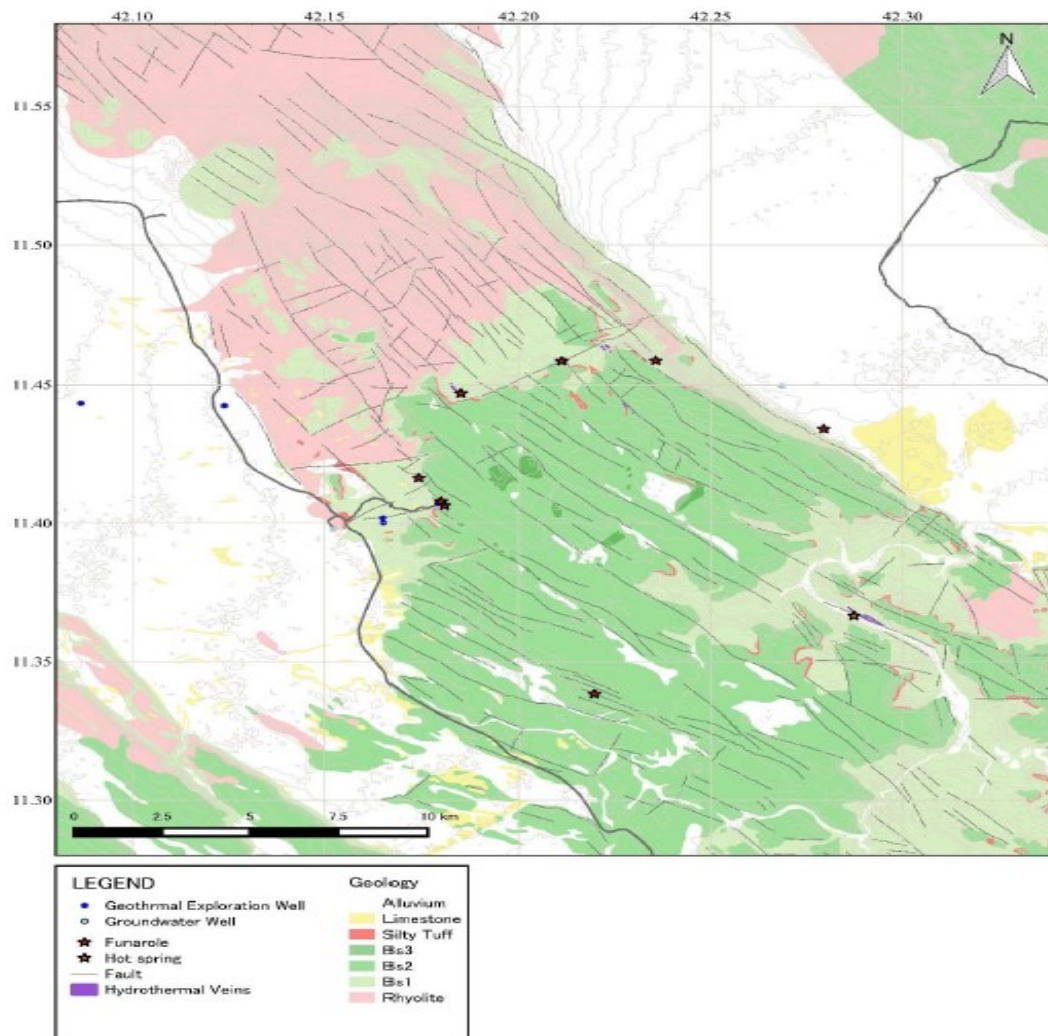 42.10 42.15 42.20 42.25 42.30
N
11.55
11.50
11.45
11.40
11.35
11.30
0 2.5 5 7.5 10 km
LEGEND
Geothrmal Exploration Well
Groundwater Well
Funarole
Hot spring
Fault
Hydrothermal Veins
Geology
Alluvium
Limestone
Silty Tuff
Bs3
Bs2
Bs1
Rhyolite